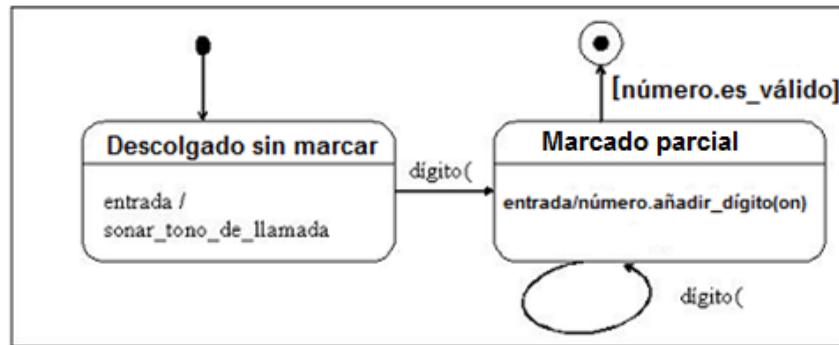 [número.es_válido]
Descolgado sin marcar
Marcado parcial
dígito(
entrada /
sonar_tono_de_llamada
entrada/número.añadir_dígito(on)
dígito(